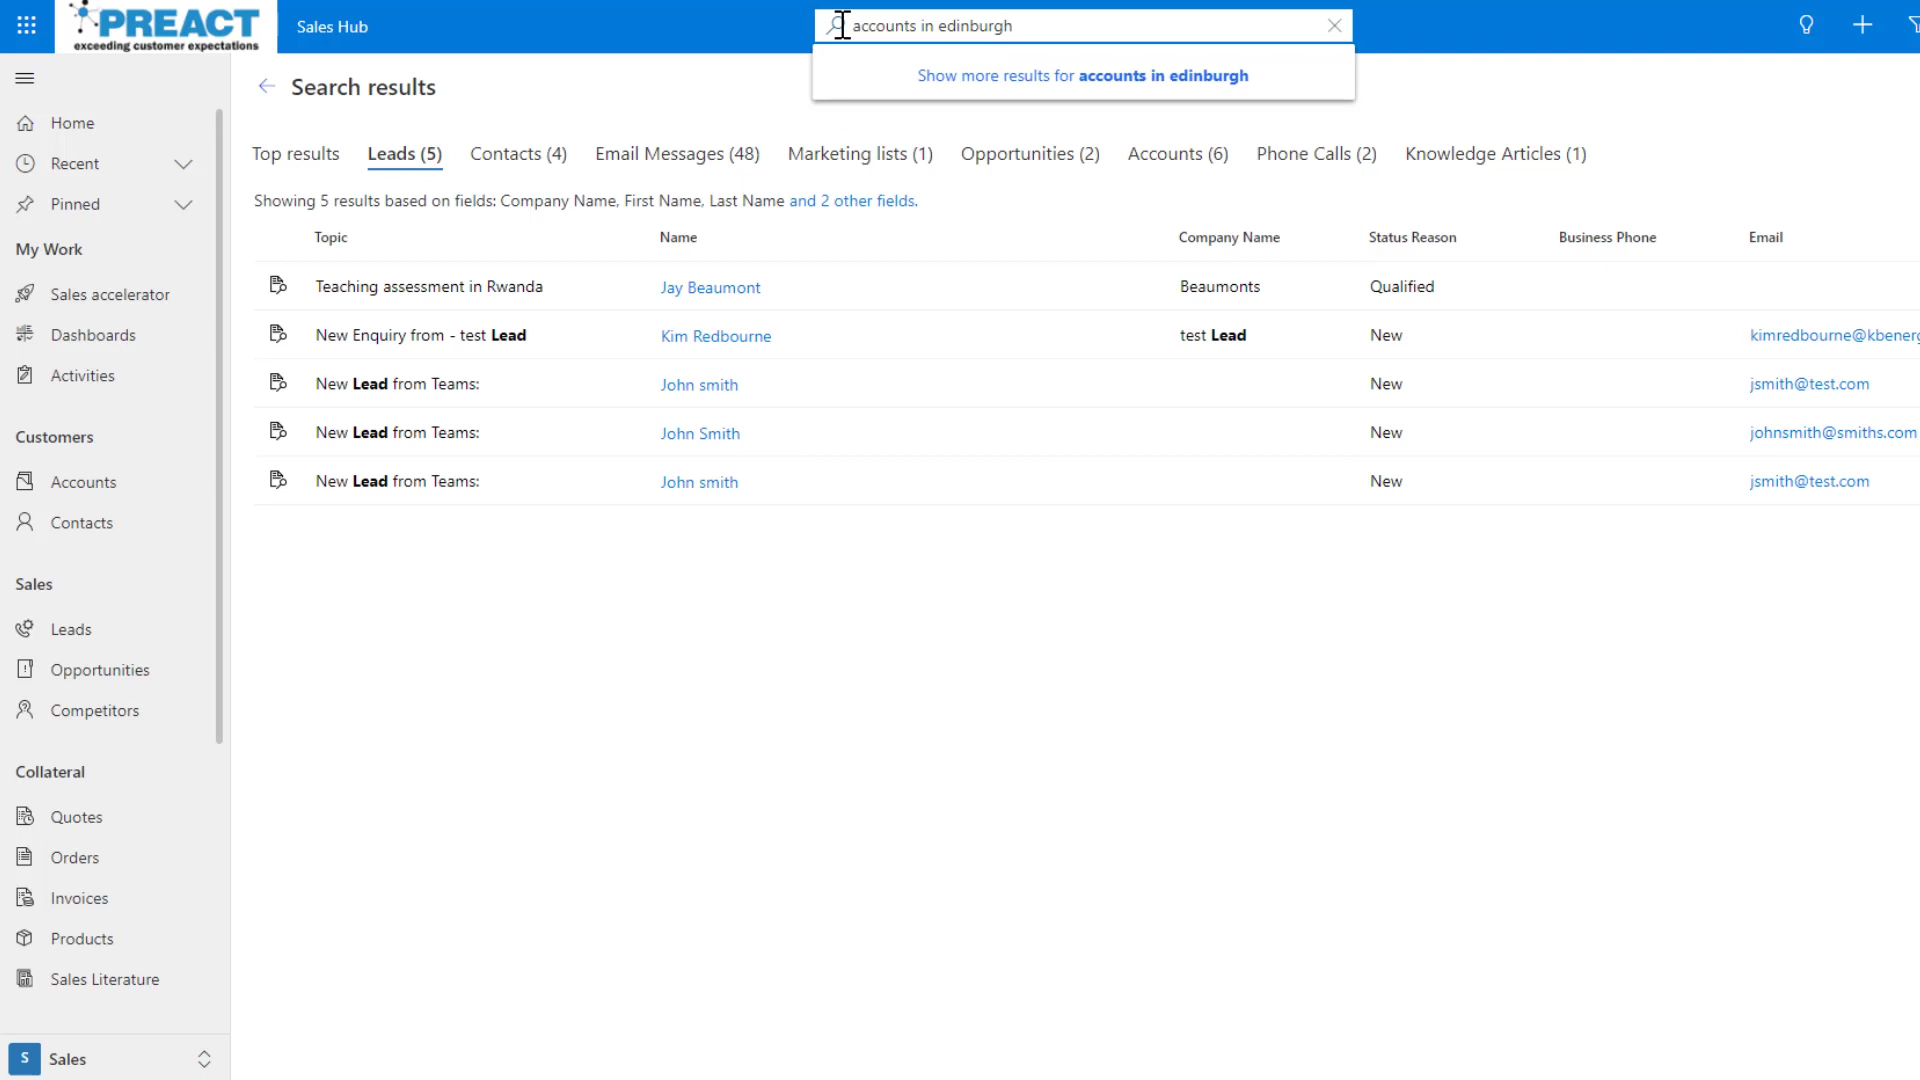 PREACT
exceeding customer expectations
Sales Hub
accounts in edinburgh
Show more results for accounts in edinburgh
Search results
Home
Recent
Pinned
My Work
Sales accelerator
Dashboards
Activities
Customers
Accounts
Contacts
Sales
Leads
Opportunities
Competitors
Collateral
Quotes
Orders
Invoices
Products
Sales Literature
S Sales
Top results Leads (5) Contacts (4) Email Messages (48) Marketing lists (1) Opportunities (2) Accounts (6) Phone Calls (2) Knowledge Articles (1)
Showing 5 results based on fields: Company Name, First Name, Last Name and 2 other fields.
Topic Name Company Name Status Reason Business Phone Email
Teaching assessment in Rwanda Jay Beaumont Beaumonts Qualified
New Enquiry from - test Lead Kim Redbourne test Lead New kimredbourne@kbenerg
New Lead from Teams: John smith New jsmith@test.com
New Lead from Teams: John Smith New johnsmith@smiths.com
New Lead from Teams: John smith New jsmith@test.com